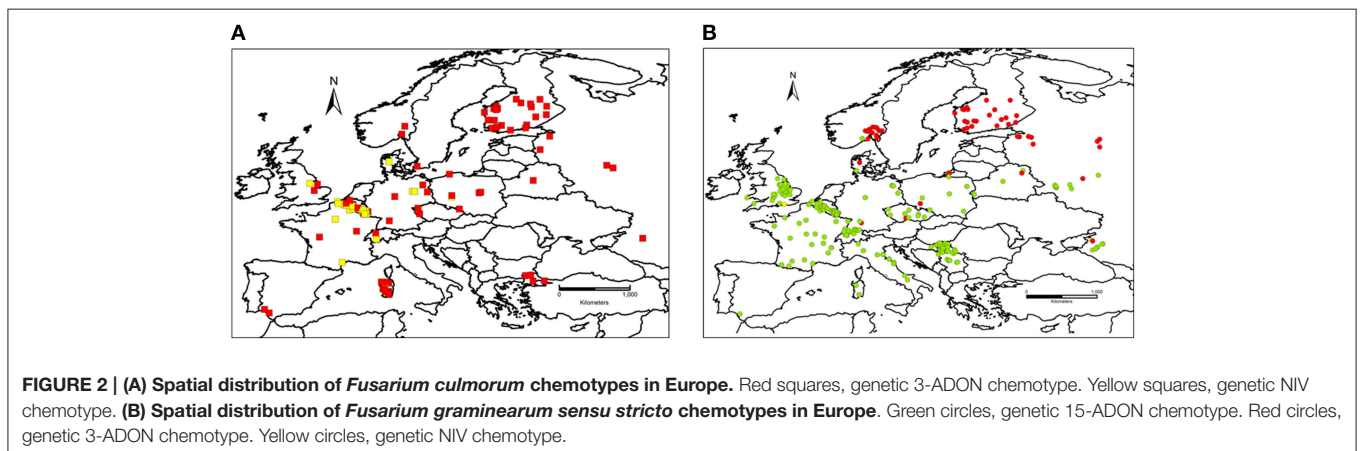 A
B
N
N
0 1,000
Kilometers
0 1,000
Kilometers
FIGURE 2 | (A) Spatial distribution of Fusarium culmorum chemotypes in Europe. Red squares, genetic 3-ADON chemotype. Yellow squares, genetic NIV
chemotype. (B) Spatial distribution of Fusarium graminearum sensu stricto chemotypes in Europe. Green circles, genetic 15-ADON chemotype. Red circles,
genetic 3-ADON chemotype. Yellow circles, genetic NIV chemotype.